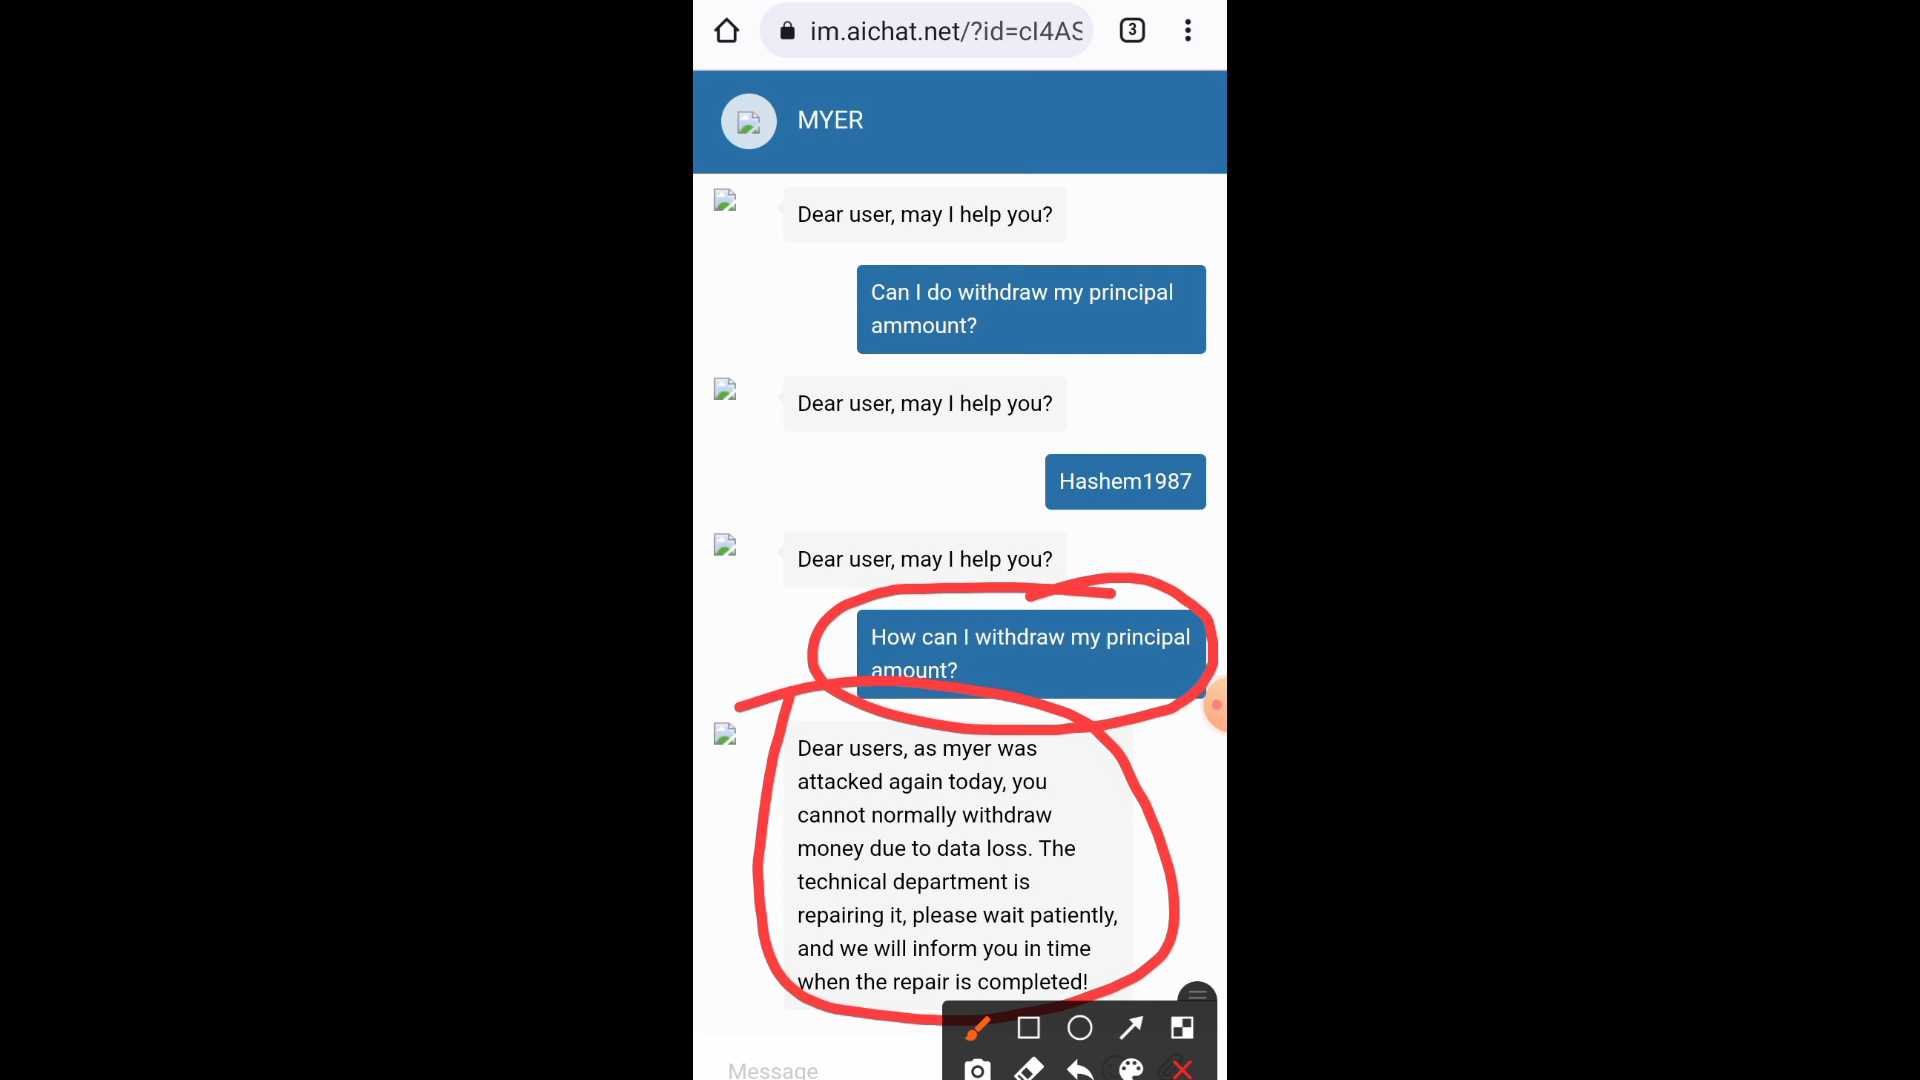 im.aichat.net/?id=cI4AS
3
MYER
Dear user, may I help you?
Can I do withdraw my principal
ammount?
Dear user, may I help you?
Hashem1987
Dear user, may I help you?
How can I withdraw my principal
amount?
Dear users, as myer was
attacked again today, you
cannot normally withdraw
money due to data loss. The
technical department is
repairing it, please wait patiently,
and we will inform you in time
when the repair is completed!
Message